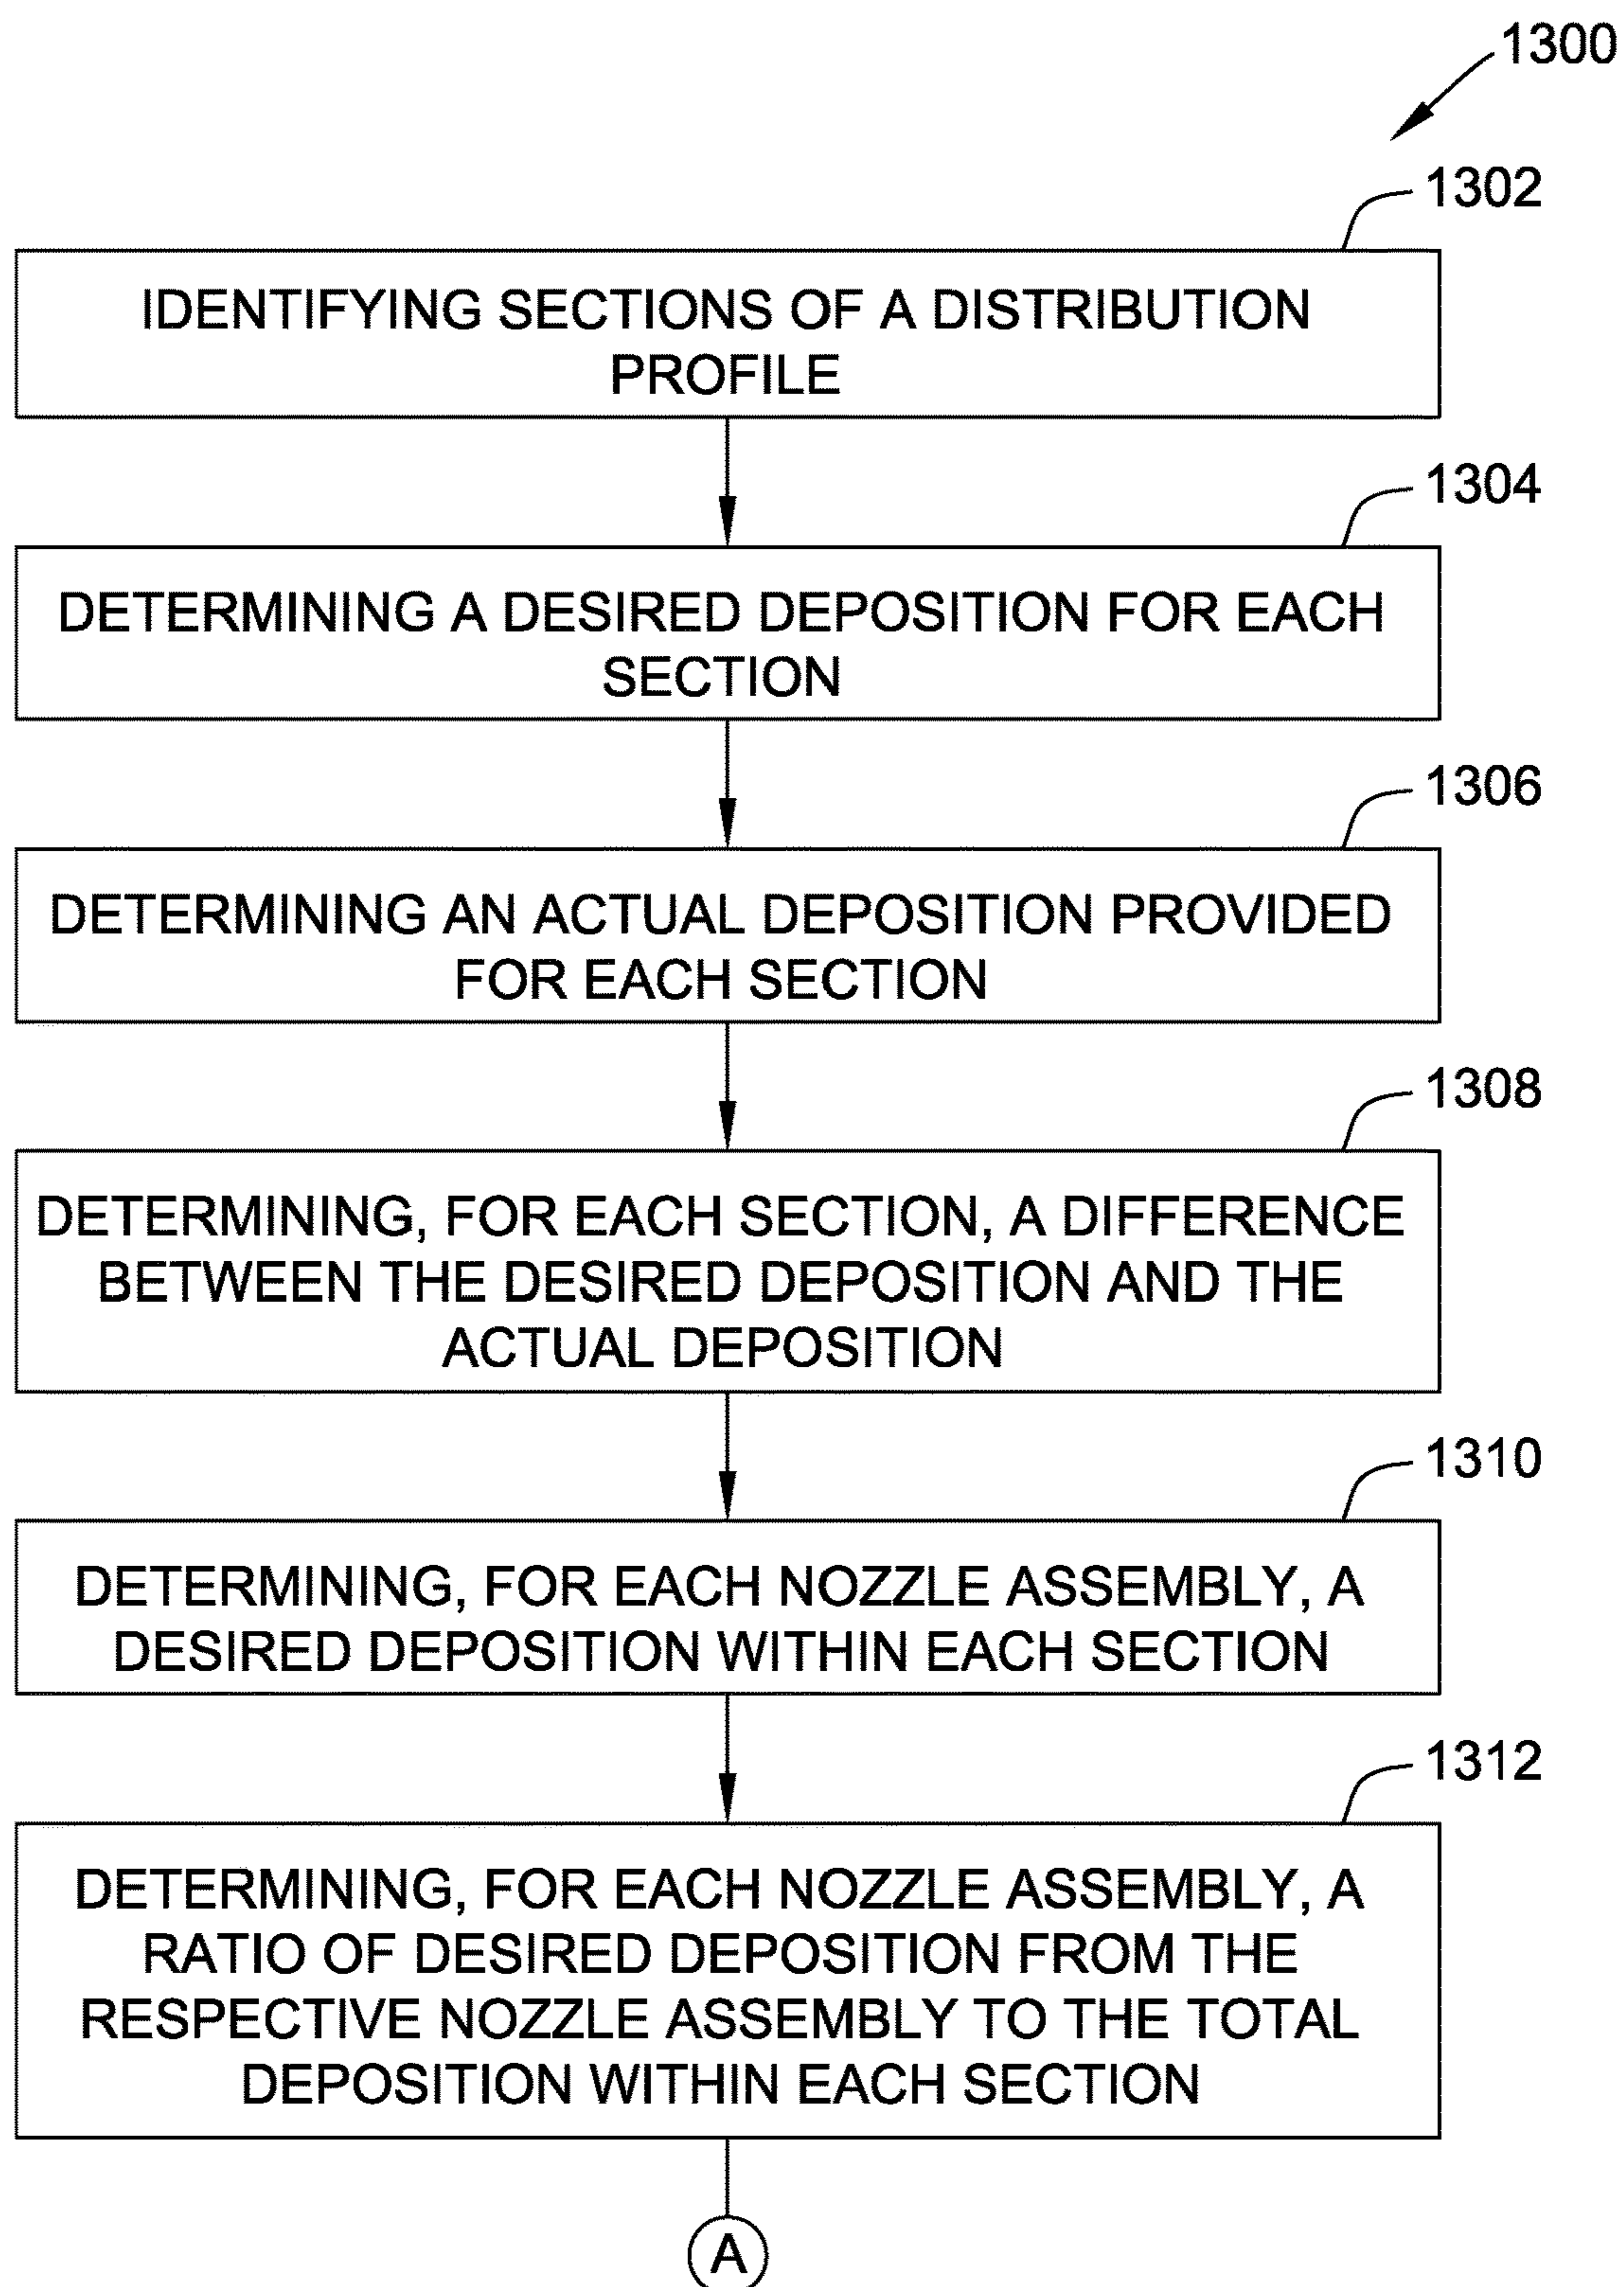 1300
1302
IDENTIFYING SECTIONS OF A DISTRIBUTION
PROFILE
1304
DETERMINING A DESIRED DEPOSITION FOR EACH
SECTION
1306
DETERMINING AN ACTUAL DEPOSITION PROVIDED
FOR EACH SECTION
1308
DETERMINING, FOR EACH SECTION, A DIFFERENCE
BETWEEN THE DESIRED DEPOSITION AND THE
ACTUAL DEPOSITION
1310
DETERMINING, FOR EACH NOZZLE ASSEMBLY, A
DESIRED DEPOSITION WITHIN EACH SECTION
1312
DETERMINING, FOR EACH NOZZLE ASSEMBLY, A
RATIO OF DESIRED DEPOSITION FROM THE
RESPECTIVE NOZZLE ASSEMBLY TO THE TOTAL
DEPOSITION WITHIN EACH SECTION
A